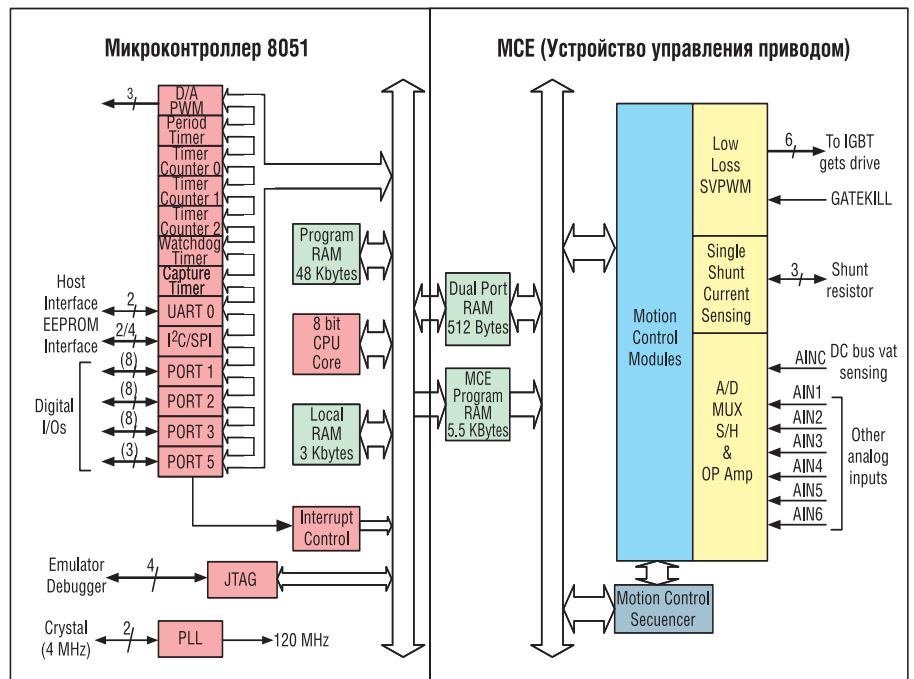 Микроконтроллер 8051
3
D/A
PWM
Period
Timer
Timer
Counter 0
Timer
Counter 1
Timer
Counter 2
Watchdog
Timer
Capture
Timer
UART 0
I²C/SPI
PORT 1
PORT 2
PORT 3
PORT 5
Host
Interface
EEPROM
Interface
2
2/4
(8)
(8)
(8)
(3)
Digital
I/Os
Program
RAM
48 Kbytes
8 bit
CPU
Core
Local
RAM
3 Kbytes
Interrupt
Control
Emulator
Debugger
4
JTAG
Crystal
(4 MHz)
2
PLL
120 MHz
MCE (Устройство управления приводом)
Dual Port
RAM
512 Bytes
MCE
Program
RAM
5.5 KBytes
Motion
Control
Modules
Low
Loss
SVPWM
Single
Shunt
Current
Sensing
A/D
MUX
S/H
&
OP Amp
6
To IGBT
gets drive
GATEKILL
3
Shunt
resistor
AINC
DC bus vat
sensing
AIN1
AIN2
AIN3
AIN4
AIN5
AIN6
Other
analog
inputs
Motion Control
Secuencer